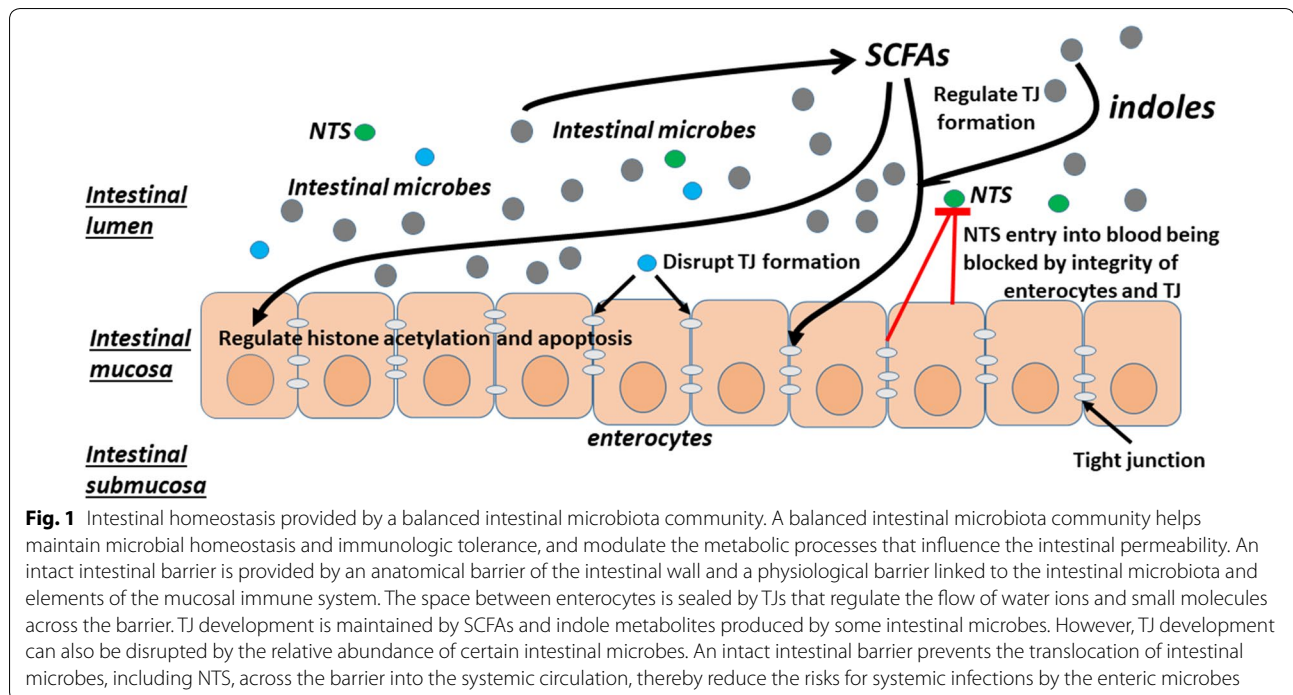 SCFAs
Regulate TJ
formation
indoles
NTS
Intestinal microbes
Intestinal microbes
Intestinal
lumen
NTS
NTS entry into blood being
blocked by integrity of
enterocytes and TJ
Disrupt TJ formation
Regulate histone acetylation and apoptosis
Intestinal
mucosa
enterocytes
Intestinal
submucosa
Tight junction
Fig. 1 Intestinal homeostasis provided by a balanced intestinal microbiota community. A balanced intestinal microbiota community helps
maintain microbial homeostasis and immunologic tolerance, and modulate the metabolic processes that influence the intestinal permeability. An
intact intestinal barrier is provided by an anatomical barrier of the intestinal wall and a physiological barrier linked to the intestinal microbiota and
elements of the mucosal immune system. The space between enterocytes is sealed by TJs that regulate the flow of water ions and small molecules
across the barrier. TJ development is maintained by SCFAs and indole metabolites produced by some intestinal microbes. However, TJ development
can also be disrupted by the relative abundance of certain intestinal microbes. An intact intestinal barrier prevents the translocation of intestinal
microbes, including NTS, across the barrier into the systemic circulation, thereby reduce the risks for systemic infections by the enteric microbes